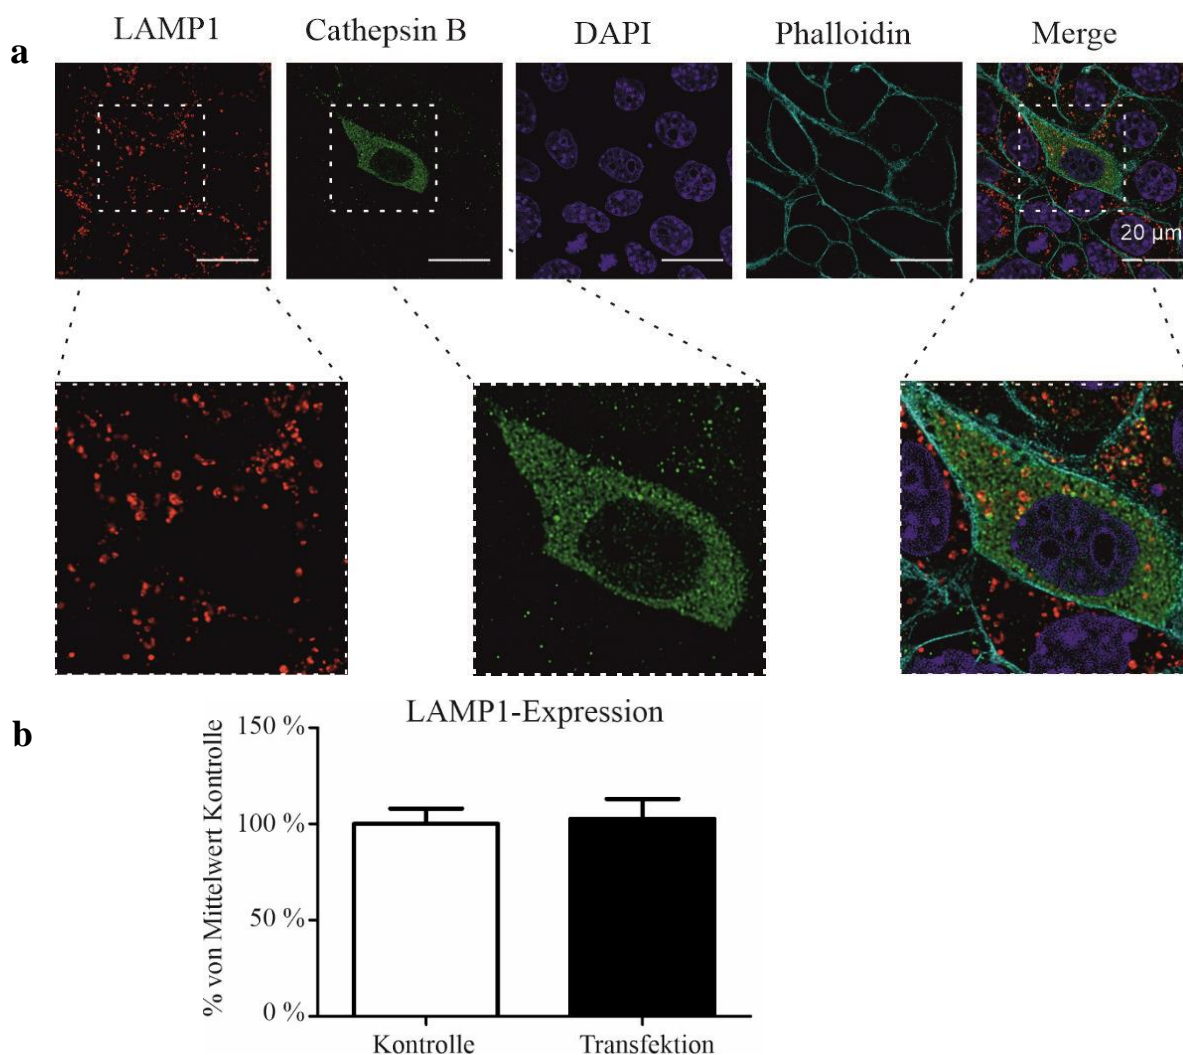 a
LAMP1
Cathepsin B
DAPI
Phalloidin
Merge
20 µm
b
LAMP1-Expression
% von Mittelwert Kontrolle
150 %
100 %
50 %
0 %
Kontrolle
Transfektion